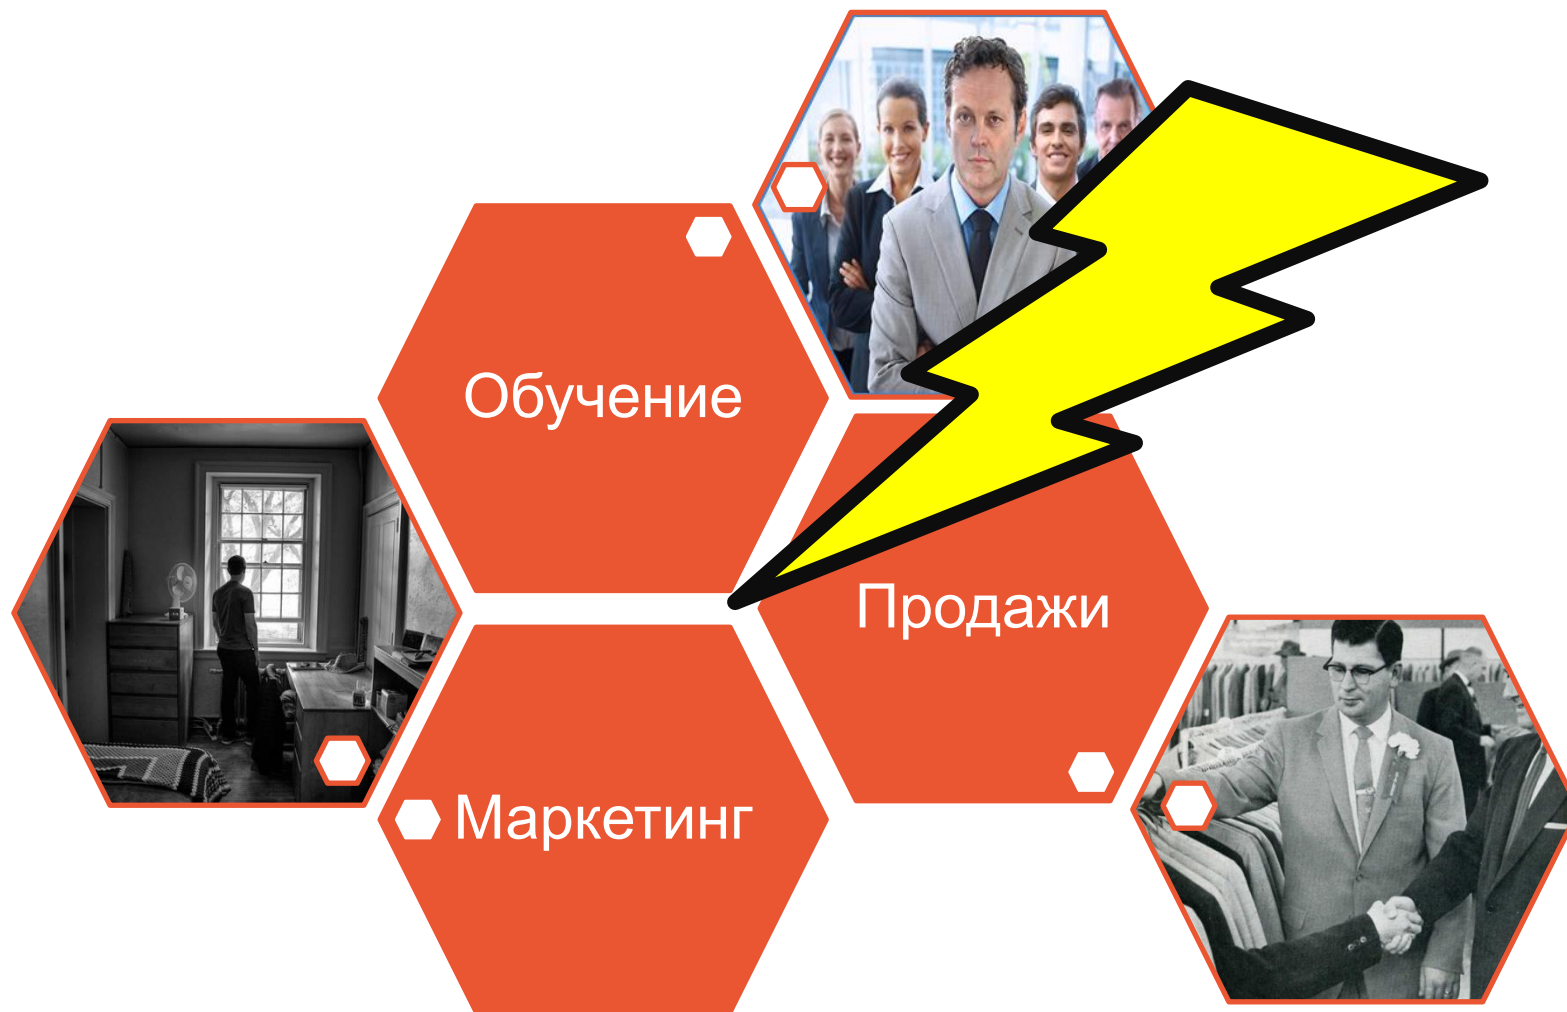 Обучение
Продажи
Маркетинг